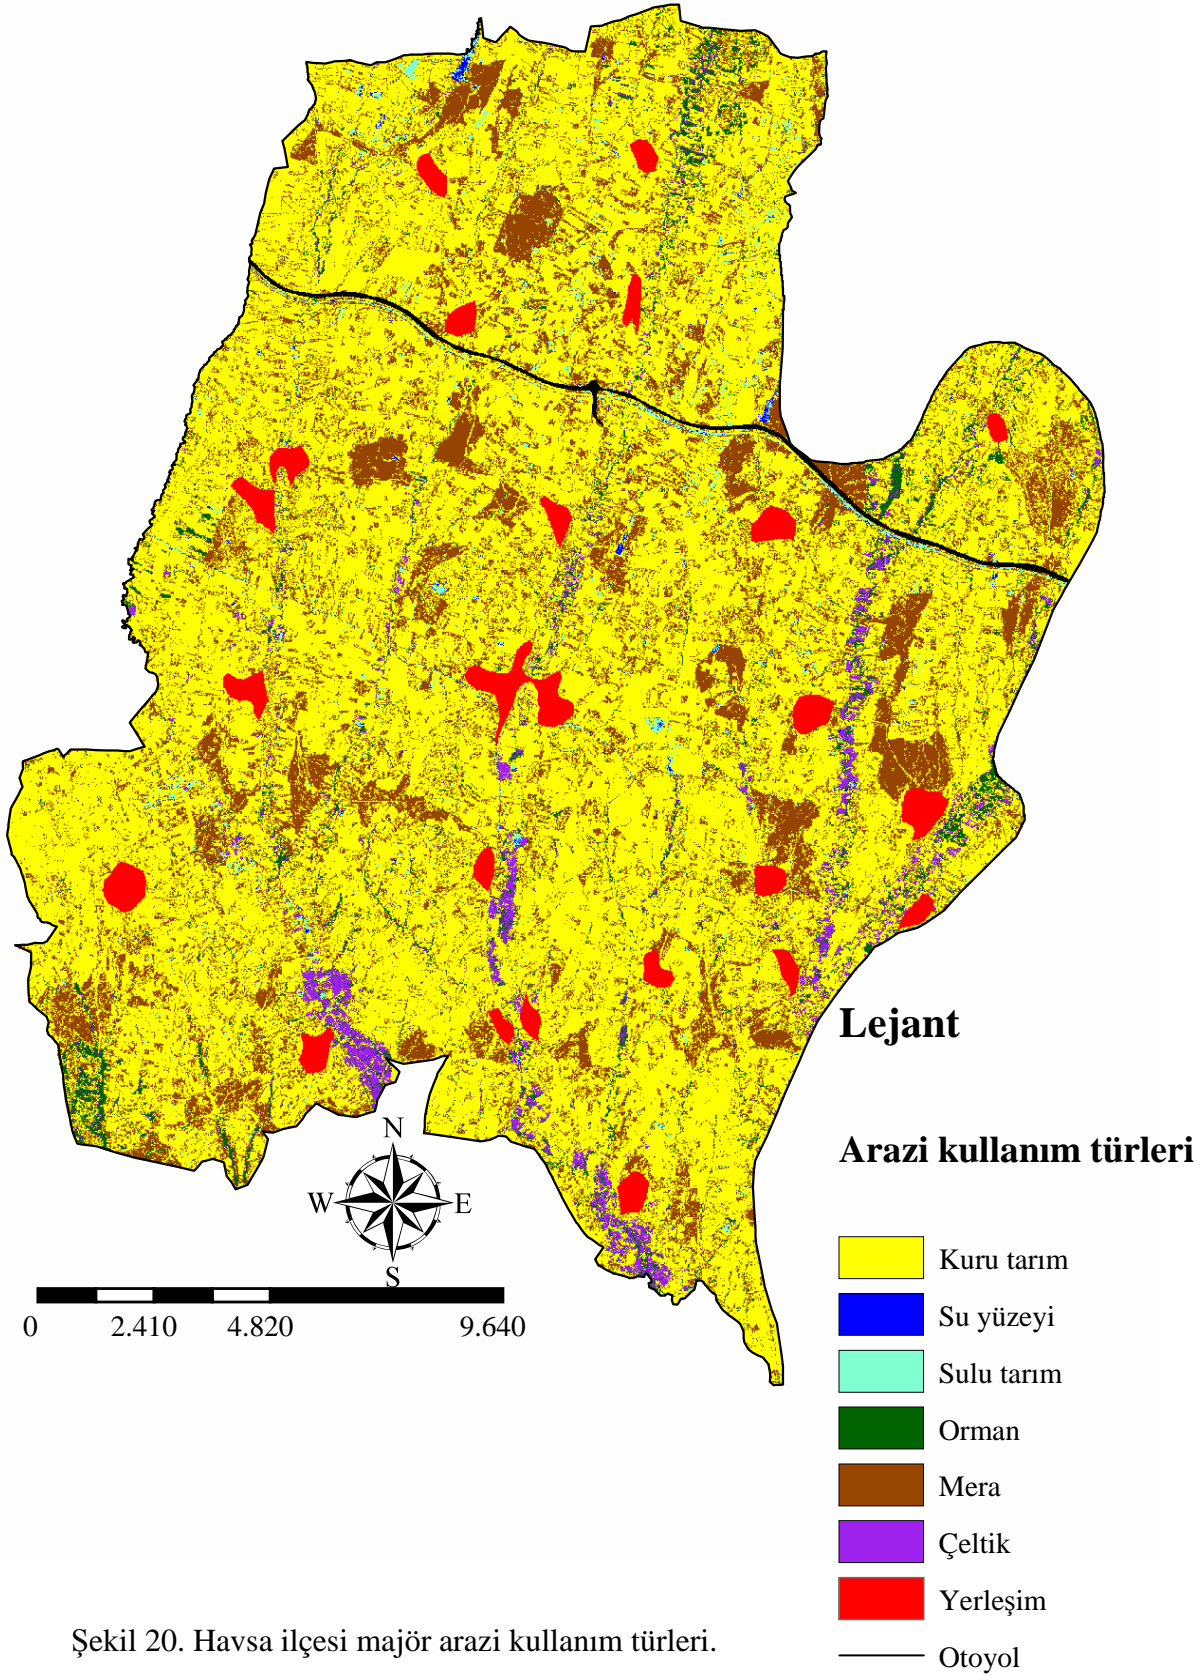 Lejant
Arazi kullanım türleri
N
W E
S
0 2.410 4.820 9.640
Kuru tarım
Su yüzeyi
Sulu tarım
Orman
Mera
Çeltik
Yerleşim
Otoyol
Şekil 20. Havsa ilçesi majör arazi kullanım türleri.